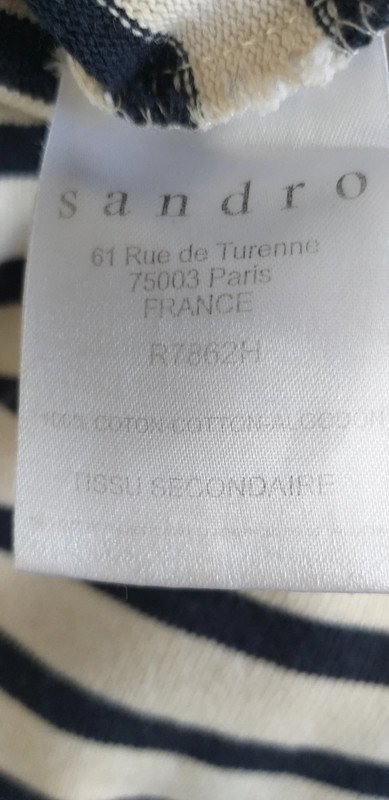 sandro
61 Rue de Turenne
75003 Paris
FRANCE
R7862H
100% COTON-COTTON-ALGODON
TISSU SECONDAIRE